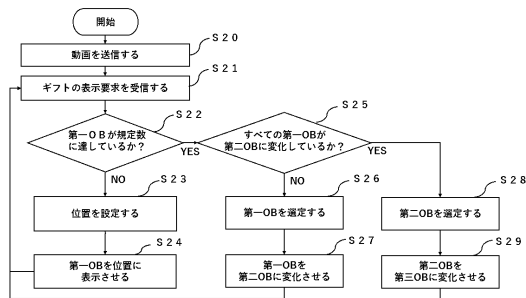 開始
S20
動画を送信する
S21
ギフトの表示要求を受信する
S22
第一OBが規定数
に達しているか?
YES
NO
S25
すべての第一OBが
第二OBに変化しているか?
YES
NO
S23
位置を設定する
S26
第一OBを選定する
S28
第二OBを選定する
S24
第一OBを位置に
表示させる
S27
第一OBを
第二OBに変化させる
S29
第二OBを
第三OBに変化させる